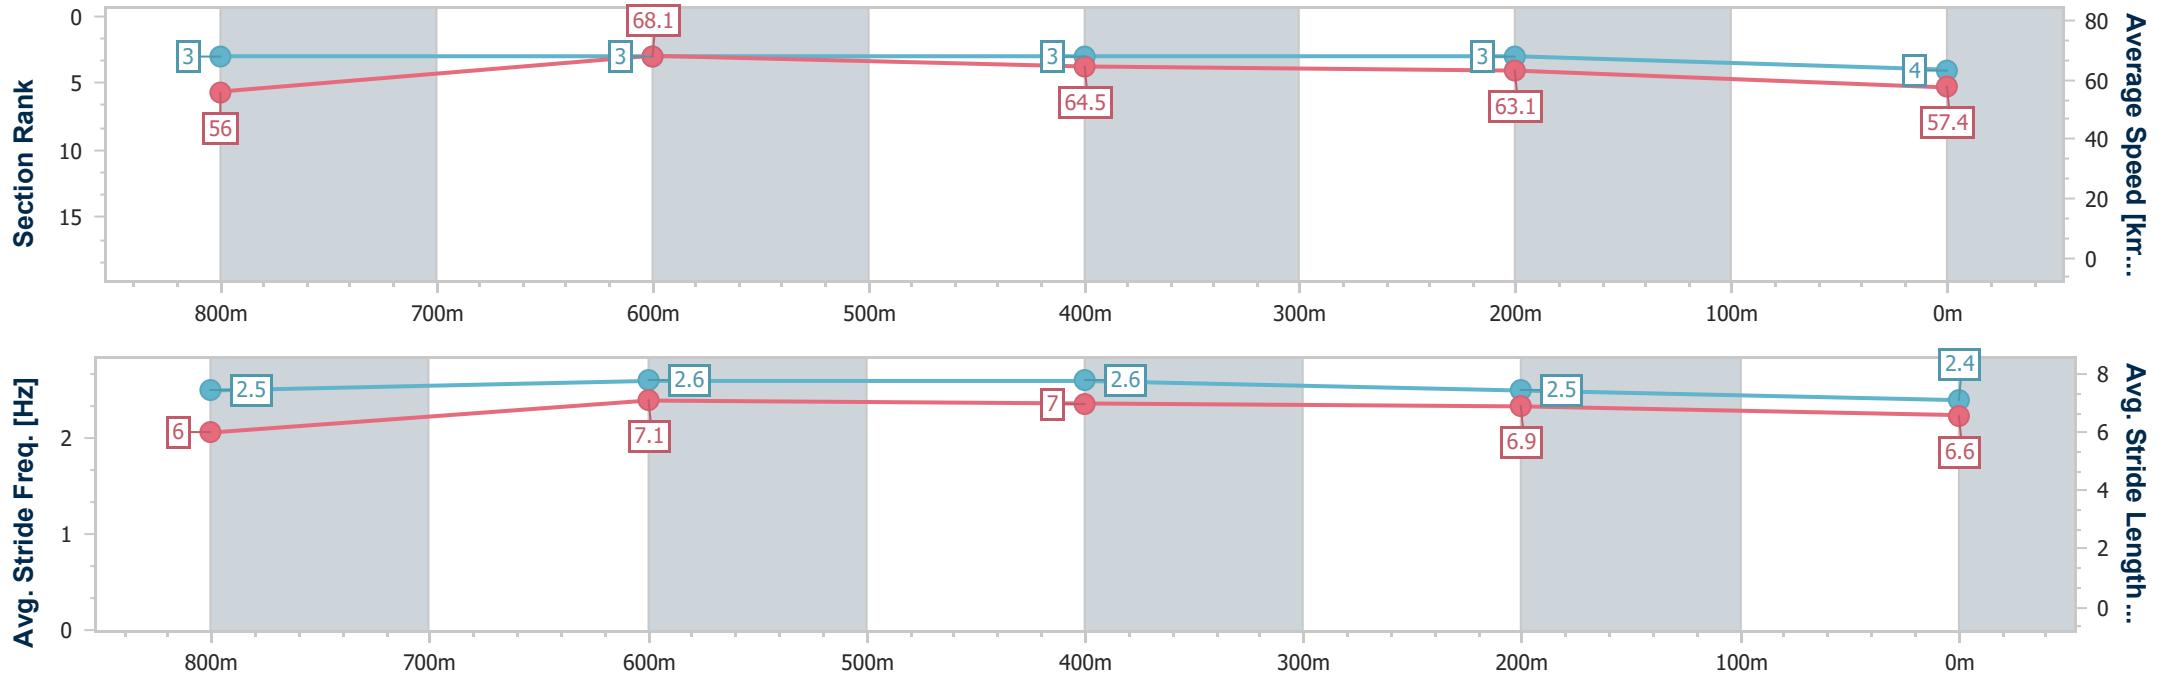 Section Rank
0
5
10
15
3
3
3
3
4
56
68.1
64.5
63.1
57.4
80
60
40
20
0
Average Speed [km...
800m
700m
600m
500m
400m
300m
200m
100m
0m
Avg. Stride Freq. [Hz]
2
1
0
2.5
2.6
2.6
2.5
2.4
6
7.1
7
6.9
6.6
8
6
4
2
0
Avg. Stride Length ...
800m
700m
600m
500m
400m
300m
200m
100m
0m